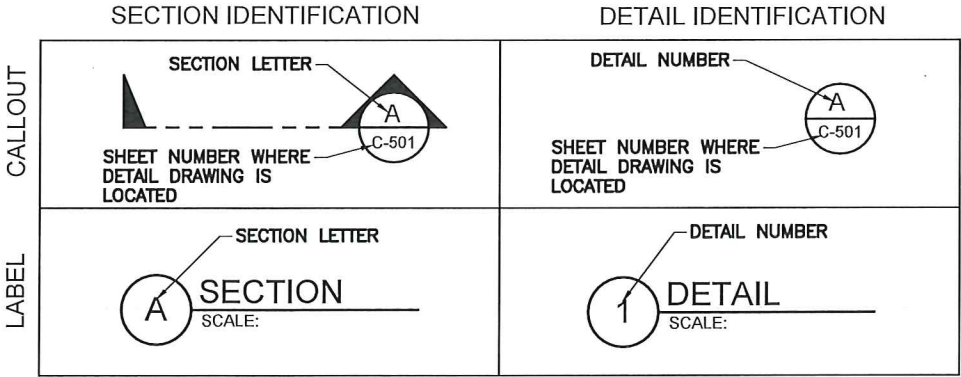 SECTION IDENTIFICATION
DETAIL IDENTIFICATION
CALLOUT
SECTION LETTER
A
C-501
SHEET NUMBER WHERE
DETAIL DRAWING IS
LOCATED
DETAIL NUMBER
A
C-501
SHEET NUMBER WHERE
DETAIL DRAWING IS
LOCATED
LABEL
SECTION LETTER
A
SECTION
SCALE:
DETAIL NUMBER
1
DETAIL
SCALE: